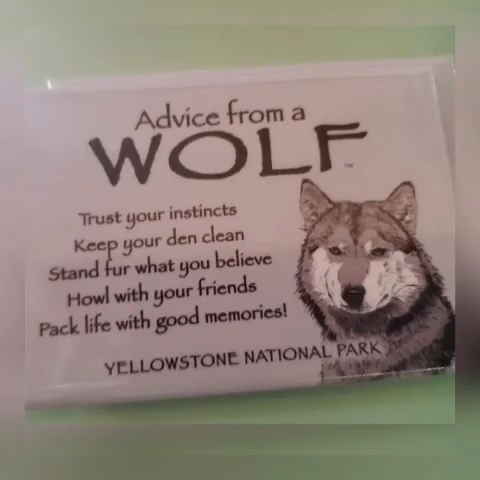 Advice from a
WOLF™
Trust your instincts
Keep your den clean
Stand fur what you believe
Howl with your friends
Pack life with good memories!
YELLOWSTONE NATIONAL PARK